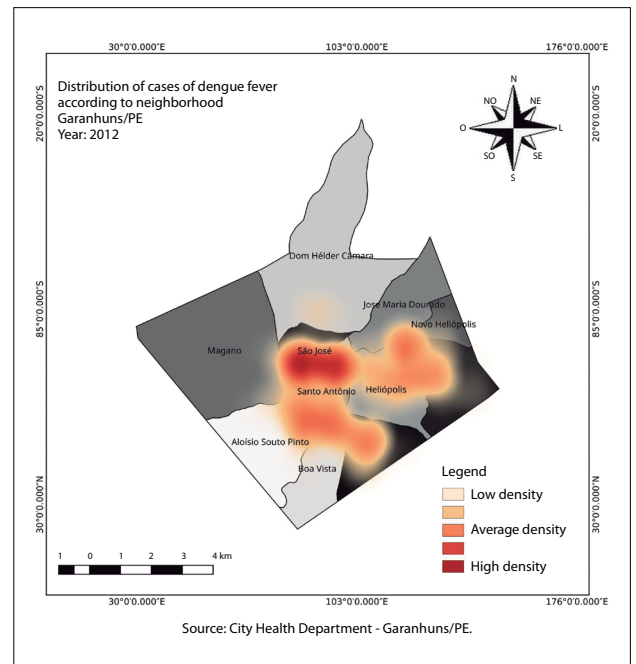 30°0'0.000"E 103°0'0.000"E 176°0'0.000"E
Distribution of cases of dengue fever
according to neighborhood
Garanhuns/PE
Year: 2012
N
NO NE
O L
SO SE
S
20°0'0.000"S 20°0'0.000"S
Dom Hélder Câmara
Jose Maria Dourado
85°0'0.000"S 85°0'0.000"S
Novo Heliópolis
Magano
São José
Santo Antônio
Heliópolis
Aloísio Souto Pinto
Boa Vista
30°0'0.000"N 30°0'0.000"N
Legend
Low density
Average density
High density
1 0 1 2 3 4 km
30°0'0.000"E 103°0'0.000"E 176°0'0.000"E
Source: City Health Department - Garanhuns/PE.